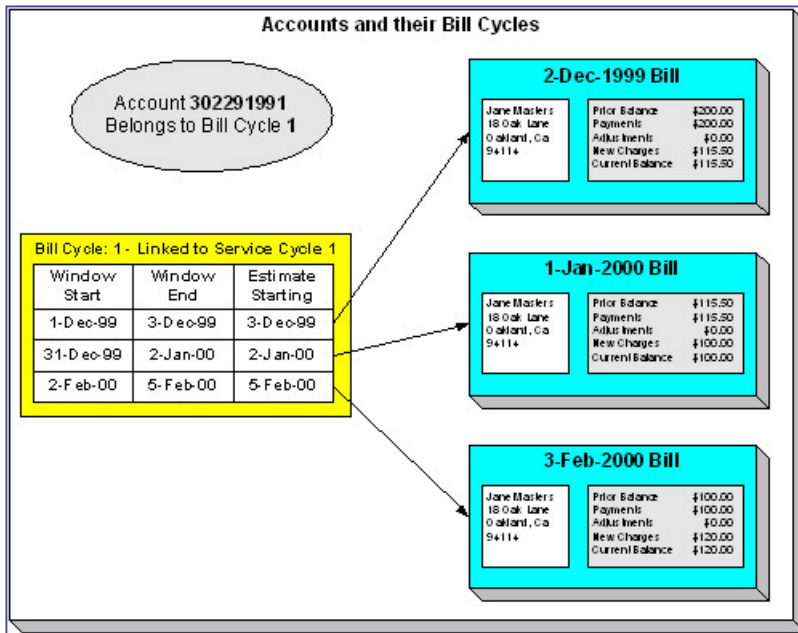 Accounts and their Bill Cycles
Account 302291991
Belongs to Bill Cycle 1
Bill Cycle: 1 - Linked to Service Cycle 1
Window Start Window End Estimate Starting
1-Dec-99 3-Dec-99 3-Dec-99
31-Dec-99 2-Jan-00 2-Jan-00
2-Feb-00 5-Feb-00 5-Feb-00
2-Dec-1999 Bill
Jane Masters
18 Oak Lane
Oakland, Ca
94114
Prior Balance $200.00
Payments $200.00
Adjustments $0.00
New Charges $115.50
Current Balance $115.50
1-Jan-2000 Bill
Jane Masters
18 Oak Lane
Oakland, Ca
94114
Prior Balance $115.50
Payments $115.50
Adjustments $0.00
New Charges $100.00
Current Balance $100.00
3-Feb-2000 Bill
Jane Masters
18 Oak Lane
Oakland, Ca
94114
Prior Balance $100.00
Payments $100.00
Adjustments $0.00
New Charges $120.00
Current Balance $120.00